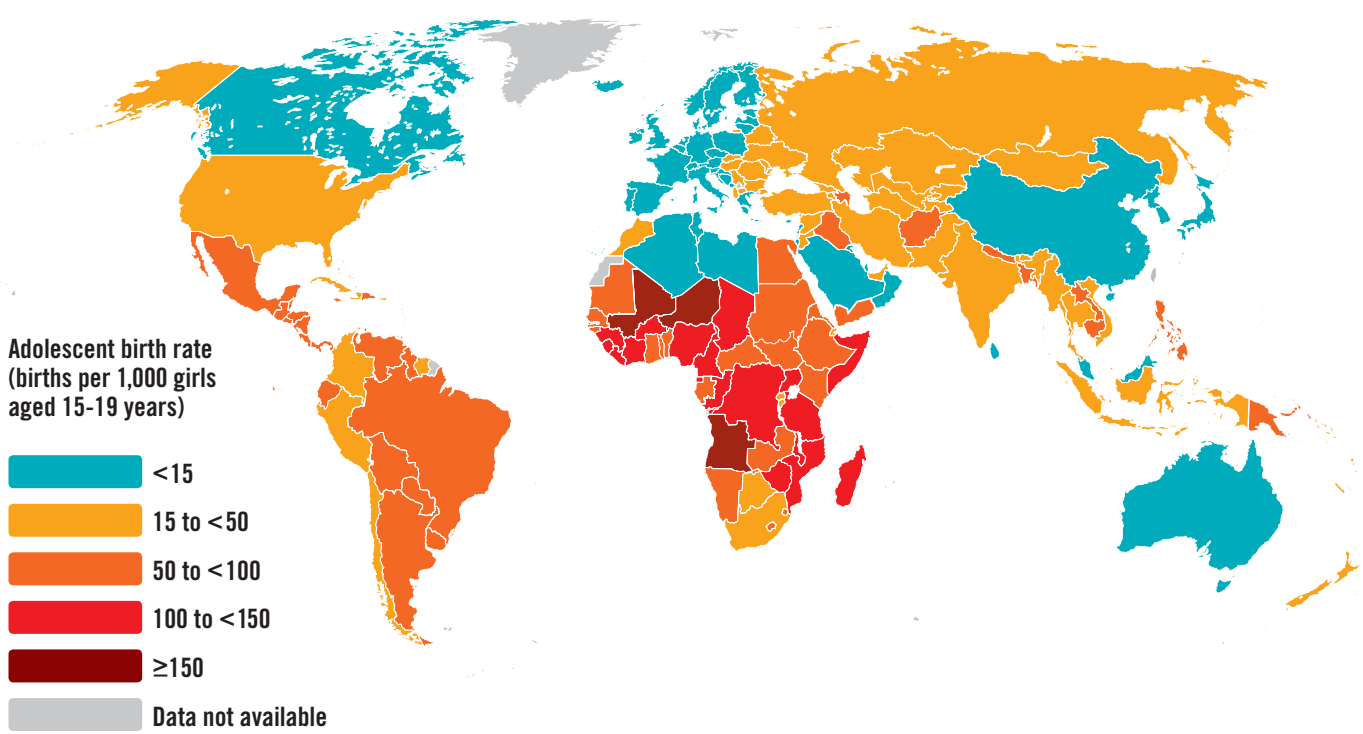 Adolescent birth rate
(births per 1,000 girls
aged 15-19 years)
<15
15 to <50
50 to <100
100 to <150
≥150
Data not available